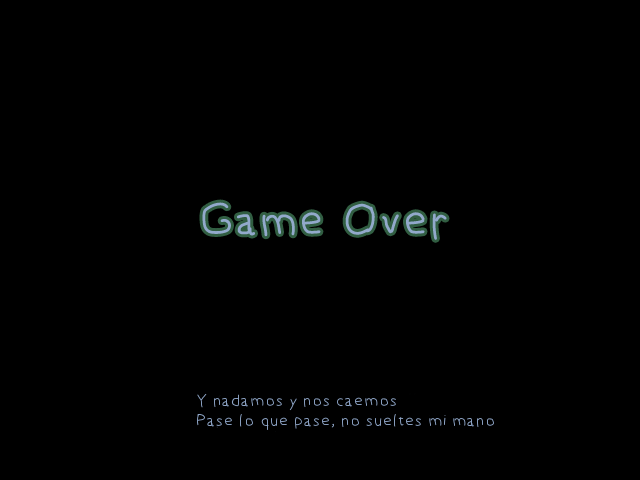 Game Over
Y nadamos y nos caemos
Pase lo que pase, no sueltes mi mano